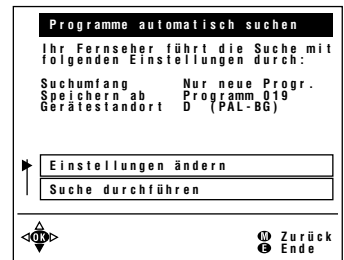 Programme automatisch suchen
Ihr Fernseher führt die Suche mit
folgenden Einstellungen durch:
Suchumfang Nur neue Progr.
Speichern ab Programm 019
Gerätestandort D (PAL-BG)
Einstellungen ändern
Suche durchführen
OK
M Zurück
E Ende